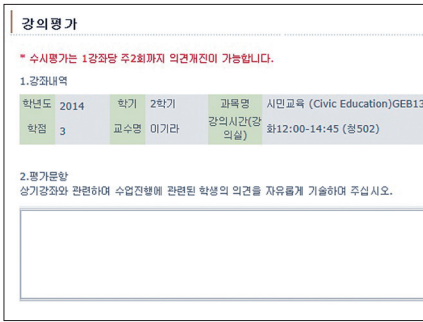 강의평가
* 수시평가는 1강좌당 주2회까지 의견개진이 가능합니다.
1.강좌내역
학년도 2014 학기 2학기 과목명 시민교육 (Civic Education)GEB13
학점 3 교수명 이기라 강의시간(강의실) 화12:00-14:45 (청502)
2.평가문항
상기강좌와 관련하며 수업진행에 관련된 학생의 의견을 자유롭게 기술하며 주십시오.